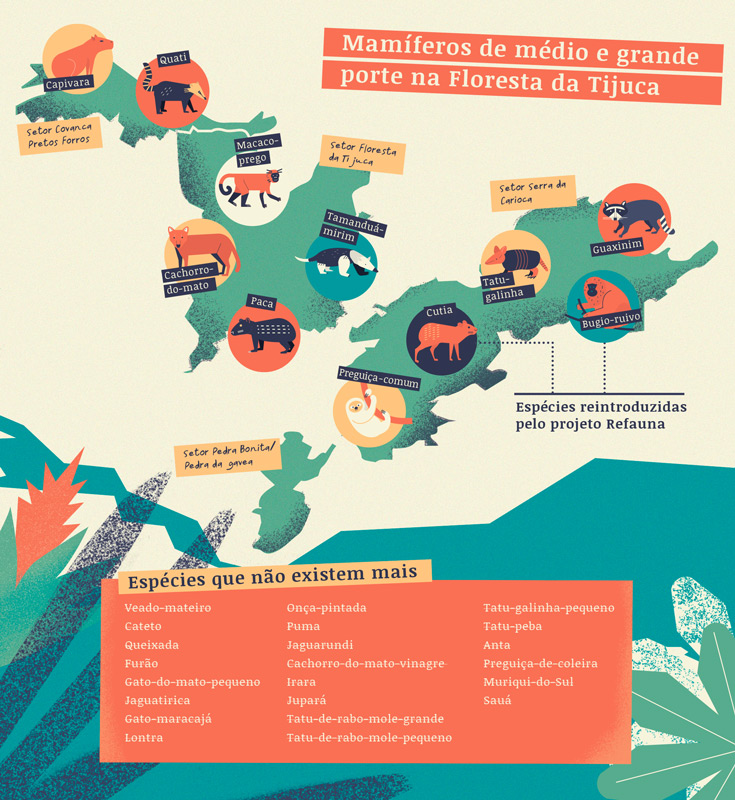 Mamíferos de médio e grande
porte na Floresta da Tijuca
Capivara
Quati
Setor Covanca
Pretos Forros
Macaco-
prego
Setor Floresta
da Tijuca
Setor Serra da
Carioca
Guaxinim
Tamanduá-
mirim
Cachorro-
do-mato
Tatu-
galinha
Paca
Cutia
Bugio-ruivo
Preguiça-comum
Espécies reintroduzidas
pelo projeto Refauna
Setor Pedra Bonita/
Pedra da gavea
Espécies que não existem mais
Veado-mateiro
Cateto
Queixada
Furão
Gato-do-mato-pequeno
Jaguatirica
Gato-maracajá
Lontra
Onça-pintada
Puma
Jaguarundi
Cachorro-do-mato-vinagre
Irara
Jupará
Tatu-de-rabo-mole-grande
Tatu-de-rabo-mole-pequeno
Tatu-galinha-pequeno
Tatu-peba
Anta
Preguiça-de-coleira
Muriqui-do-Sul
Sauá